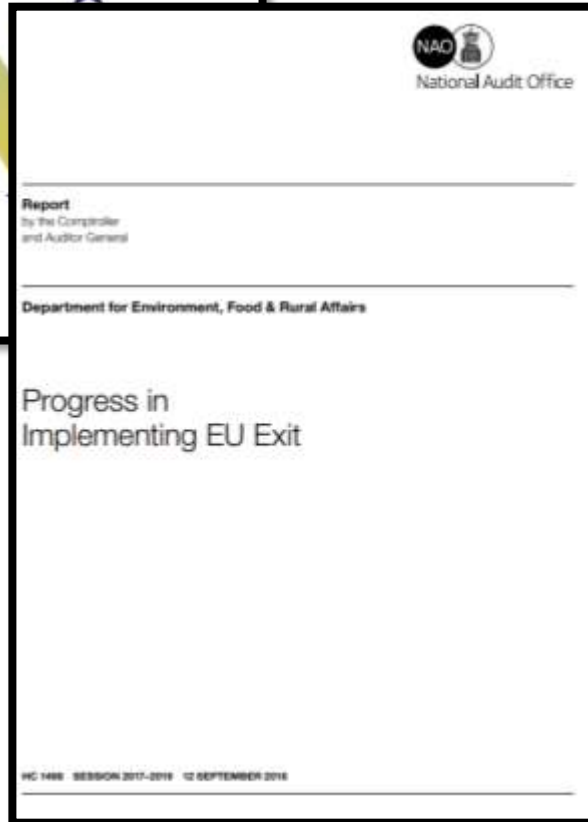 NAO
National Audit Office
Report
by the Comptroller
and Auditor General
Department for Environment, Food & Rural Affairs
Progress in
Implementing EU Exit
HC 1498 SESSION 2017–2019 12 SEPTEMBER 2018